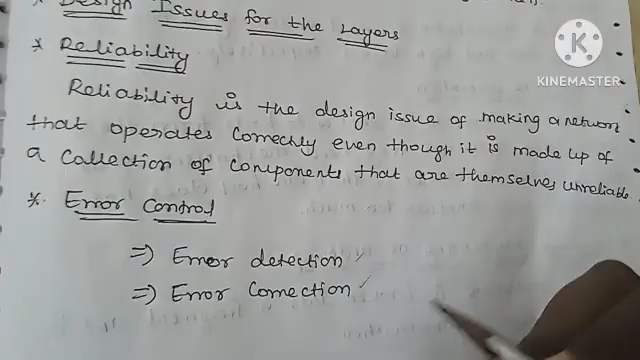 * Design Issues for the Layers
* Reliability
Reliability is the design issue of making a network
that operates correctly even though it is made up of
a collection of components that are themselves unreliable.
* Error Control
⇒ Error detection
⇒ Error Correction
KINEMASTER